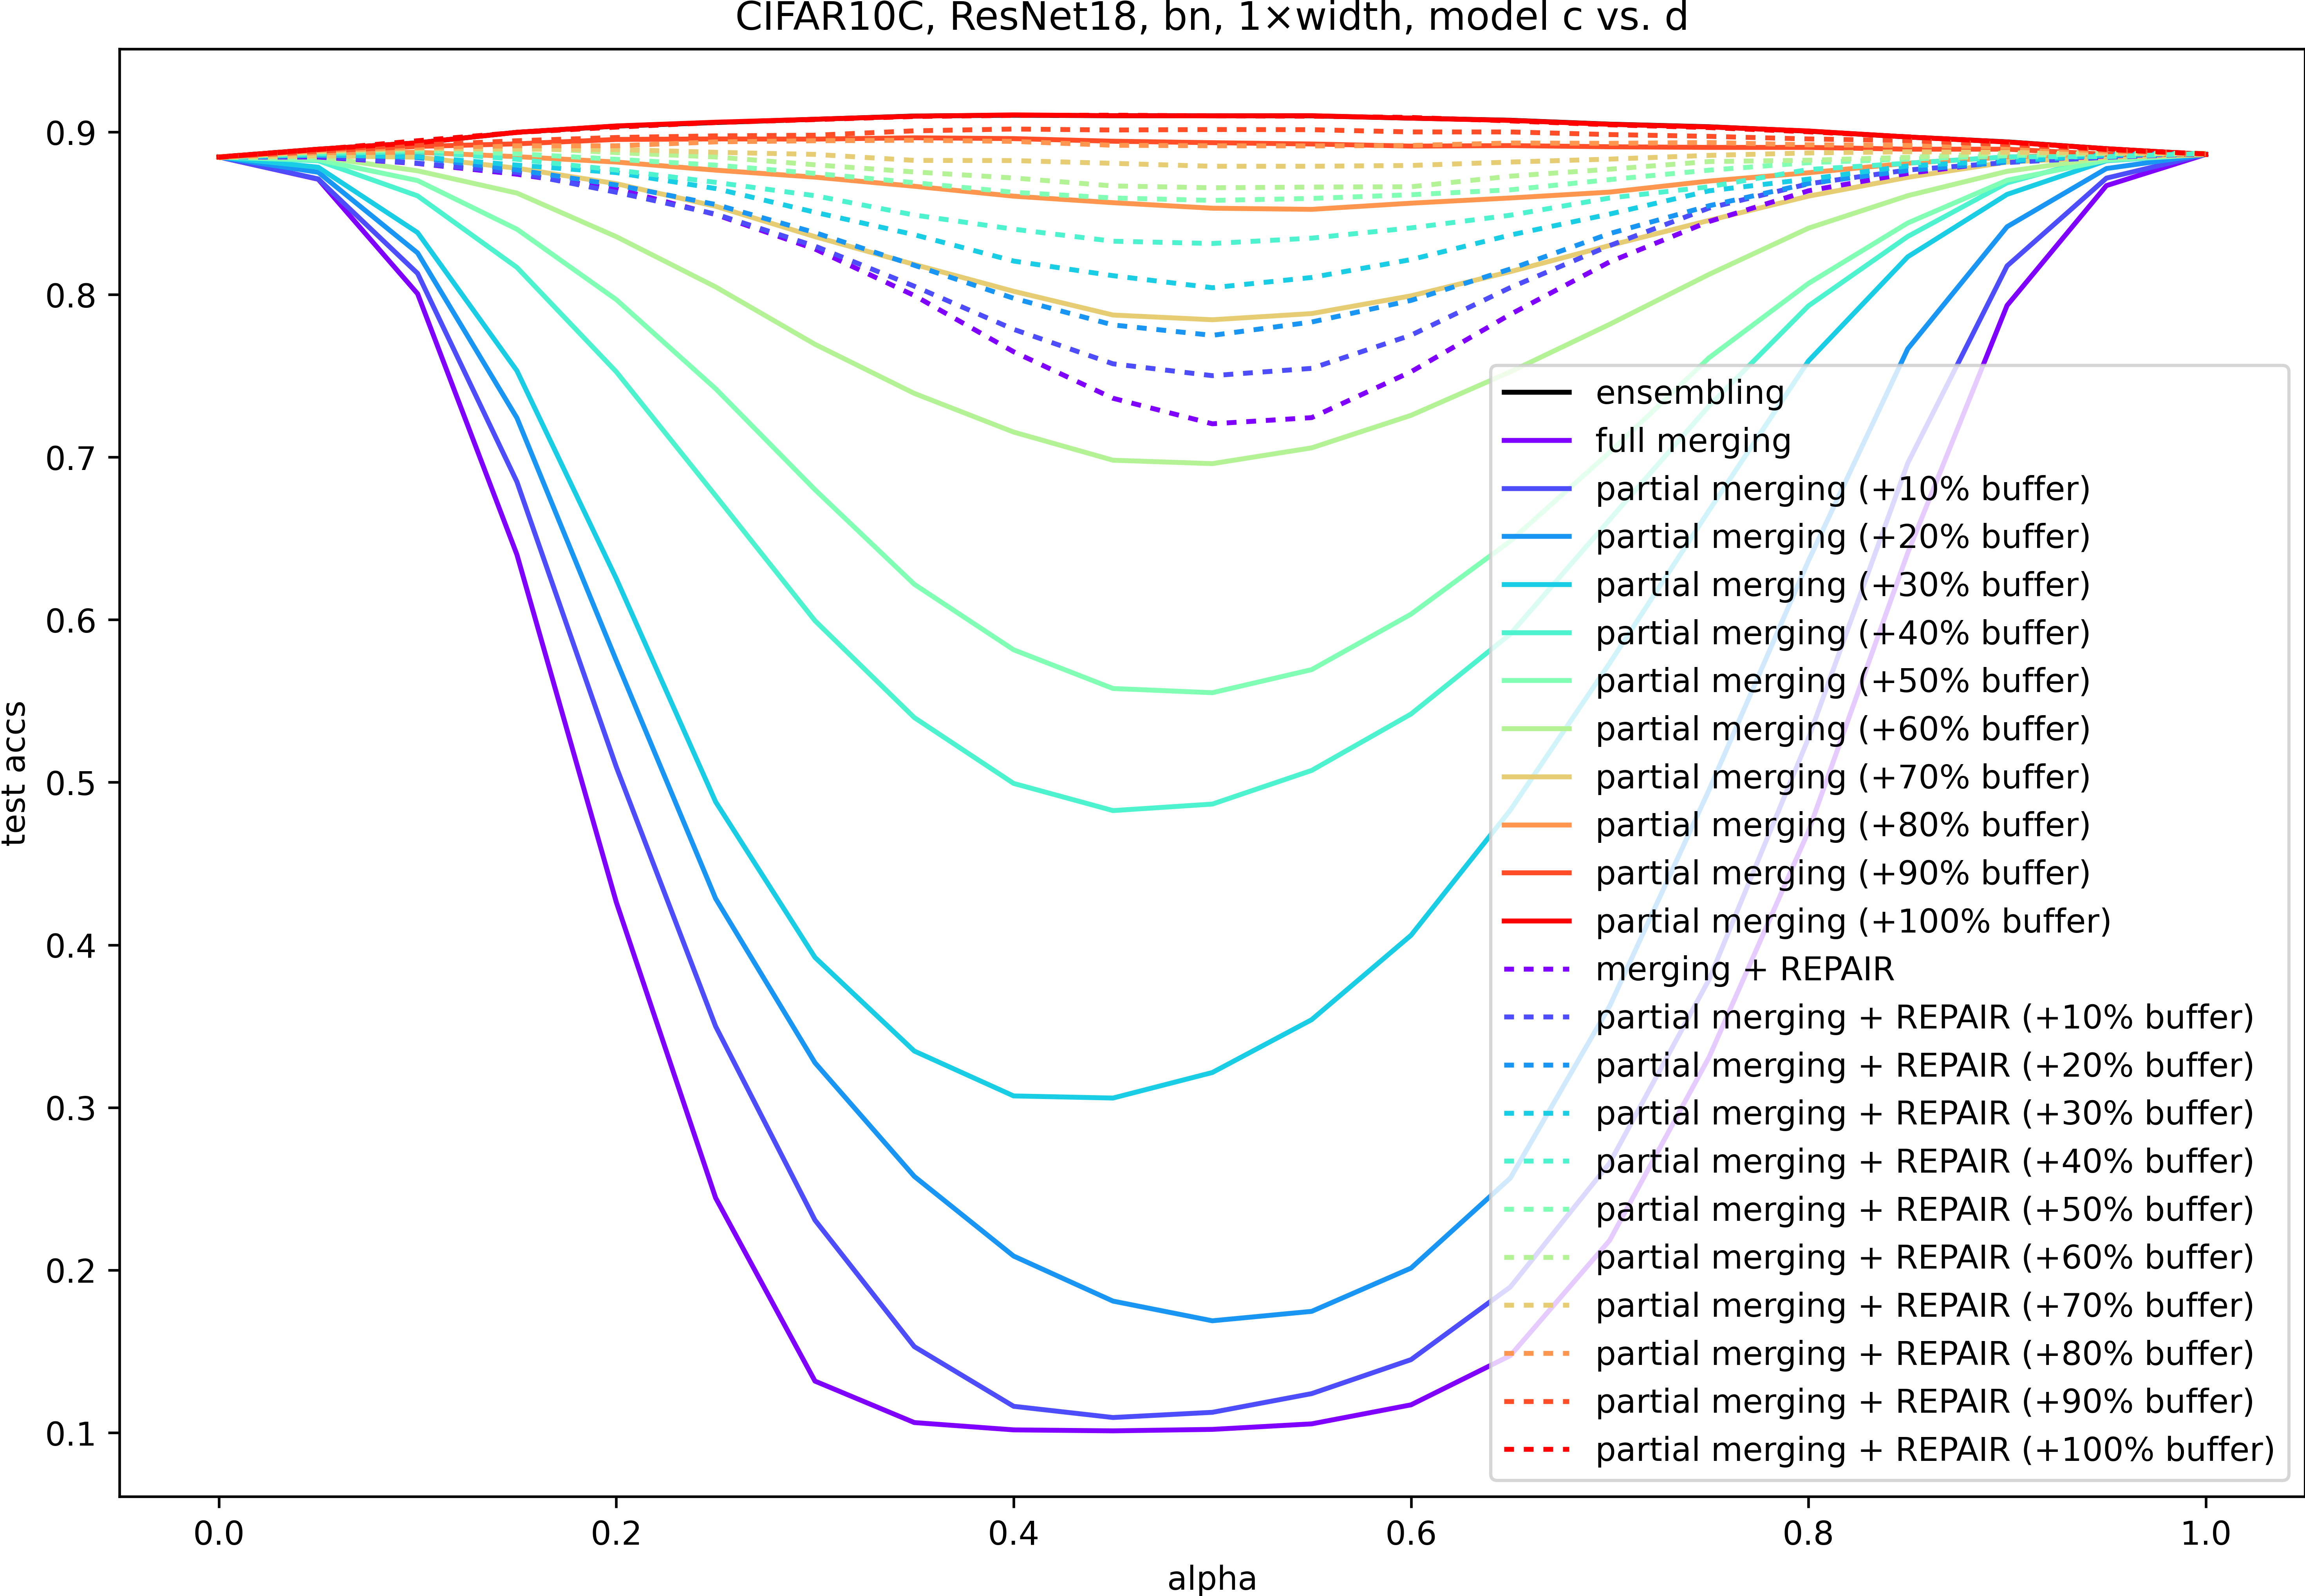 CIFAR10C, ResNet18, bn, 1×width, model c vs. d
test accs
0.9
0.8
0.7
0.6
0.5
0.4
0.3
0.2
0.1
ensembling
full merging
partial merging (+10% buffer)
partial merging (+20% buffer)
partial merging (+30% buffer)
partial merging (+40% buffer)
partial merging (+50% buffer)
partial merging (+60% buffer)
partial merging (+70% buffer)
partial merging (+80% buffer)
partial merging (+90% buffer)
partial merging (+100% buffer)
merging + REPAIR
partial merging + REPAIR (+10% buffer)
partial merging + REPAIR (+20% buffer)
partial merging + REPAIR (+30% buffer)
partial merging + REPAIR (+40% buffer)
partial merging + REPAIR (+50% buffer)
partial merging + REPAIR (+60% buffer)
partial merging + REPAIR (+70% buffer)
partial merging + REPAIR (+80% buffer)
partial merging + REPAIR (+90% buffer)
partial merging + REPAIR (+100% buffer)
0.0 0.2 0.4 0.6 0.8 1.0
alpha